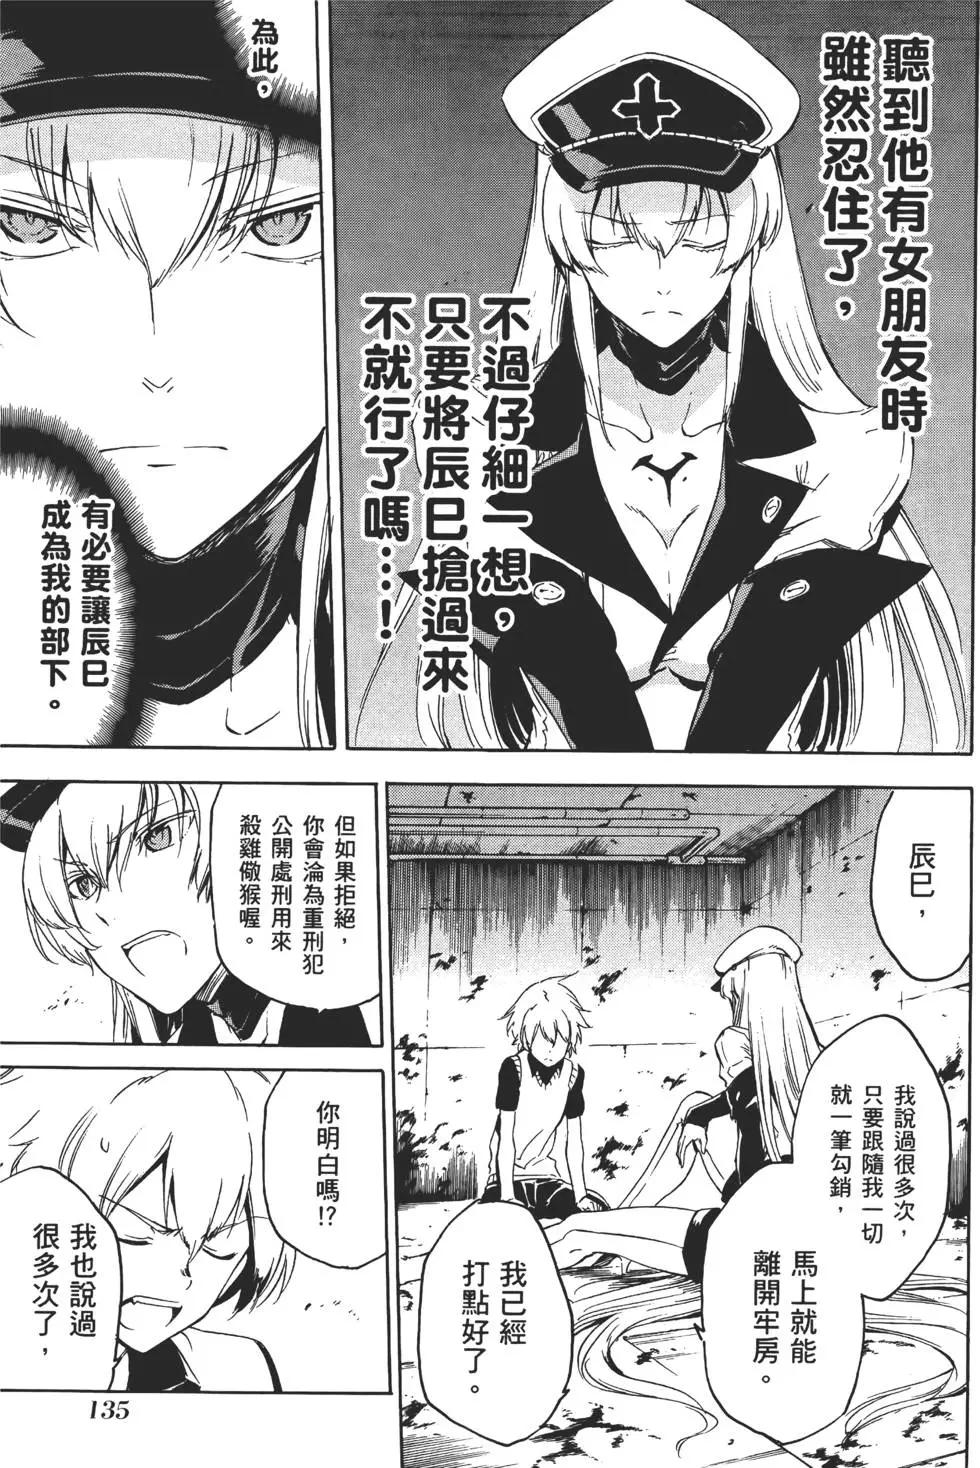 聽到他有女朋友時
雖然忍住了，
不過仔細一想，
只要將辰巳搶過來
不就行了嗎……！
為此，
有必要讓辰巳
成為我的部下。
辰巳，
我說過很多次，
只要跟隨我一切
就一筆勾銷，
馬上就能
離開牢房。
我已經
打點好了。
但如果拒絕，
你會淪為重刑犯
公開處刑用來
殺雞儆猴喔。
你明白嗎!?
我也說過
很多次了，
135